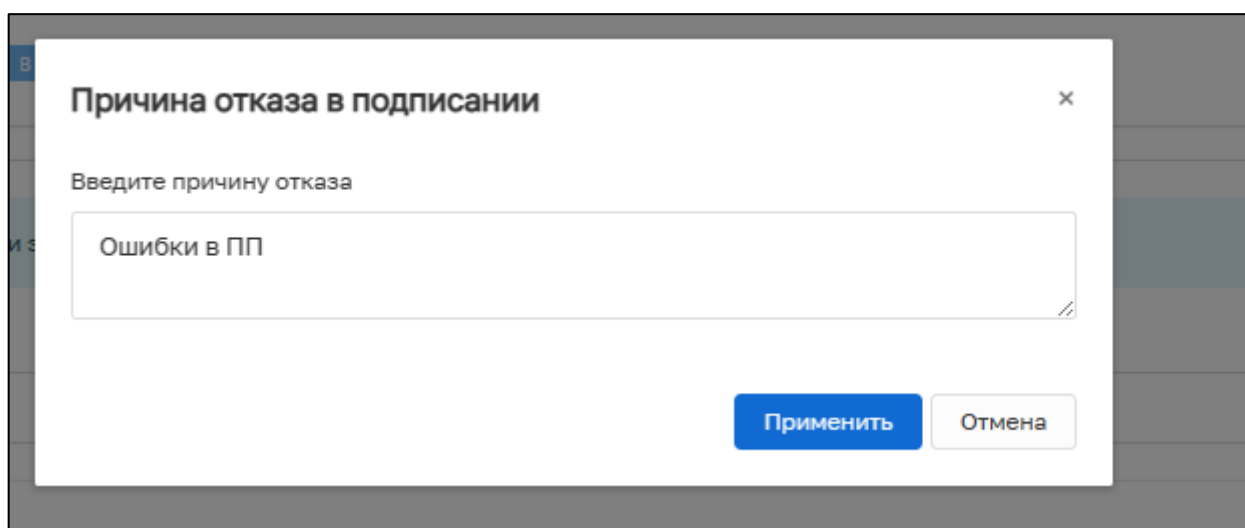 В
Причина отказа в подписании
×
Введите причину отказа
и з
Ошибки в ПП
Применить
Отмена